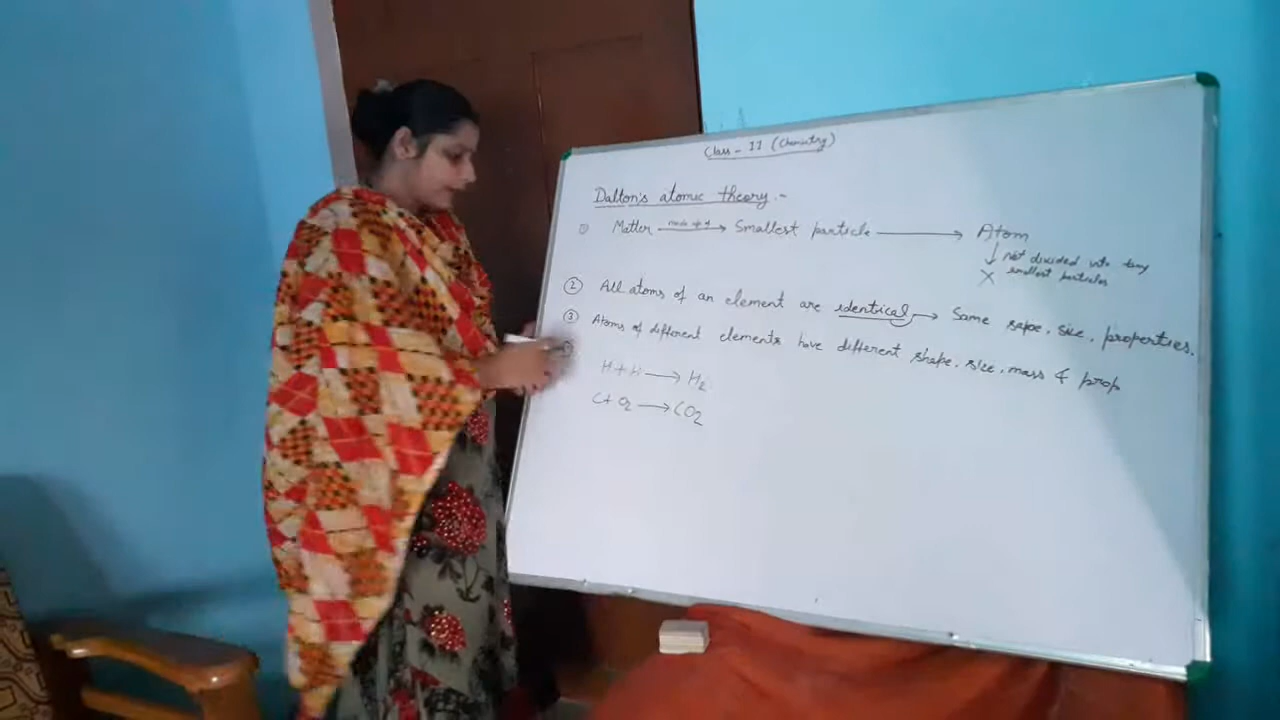 Class - 11 (Chemistry)
Dalton's atomic theory :-
① Matter made up of → Smallest particle → Atom
↓ not divided into any
X smallest particles
② All atoms of an element are identical → Same sape, size, properties.
③ Atoms of different elements have different shape, size, mass & prop
H + H → H2
C + O2 → CO2